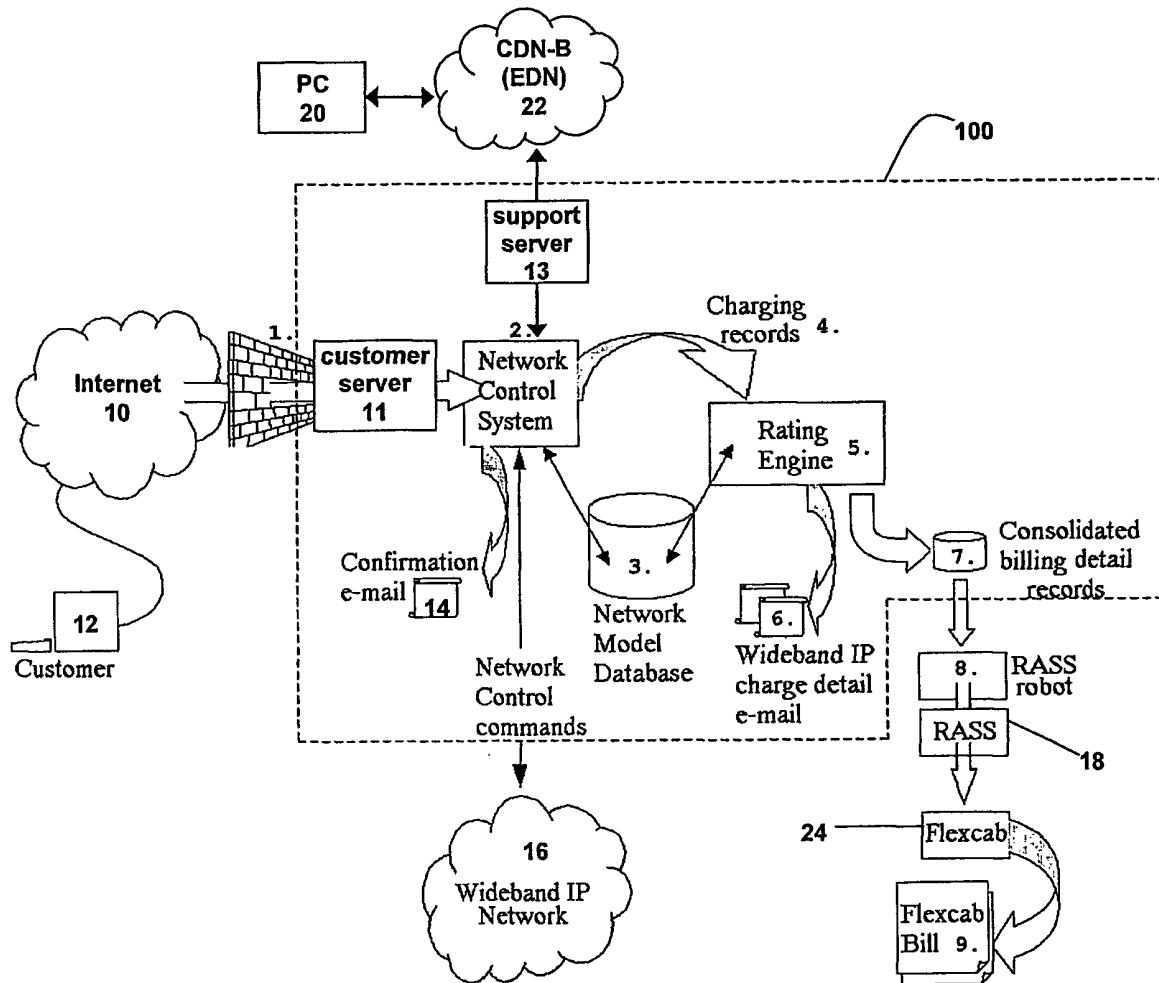 CDN-B
(EDN)
22
PC
20
100
support
server
13
Charging
records 4.
1.
2.
Network
Control
System
customer
server
11
Internet
10
Rating
Engine 5.
Consolidated
billing detail
records
7.
3.
Confirmation
e-mail
14
6.
Network
Model
Database
Wideband IP
charge detail
e-mail
12
Customer
Network
Control
commands
8.
RASS
robot
RASS
18
24
Flexcab
16
Wideband IP
Network
Flexcab
Bill 9.